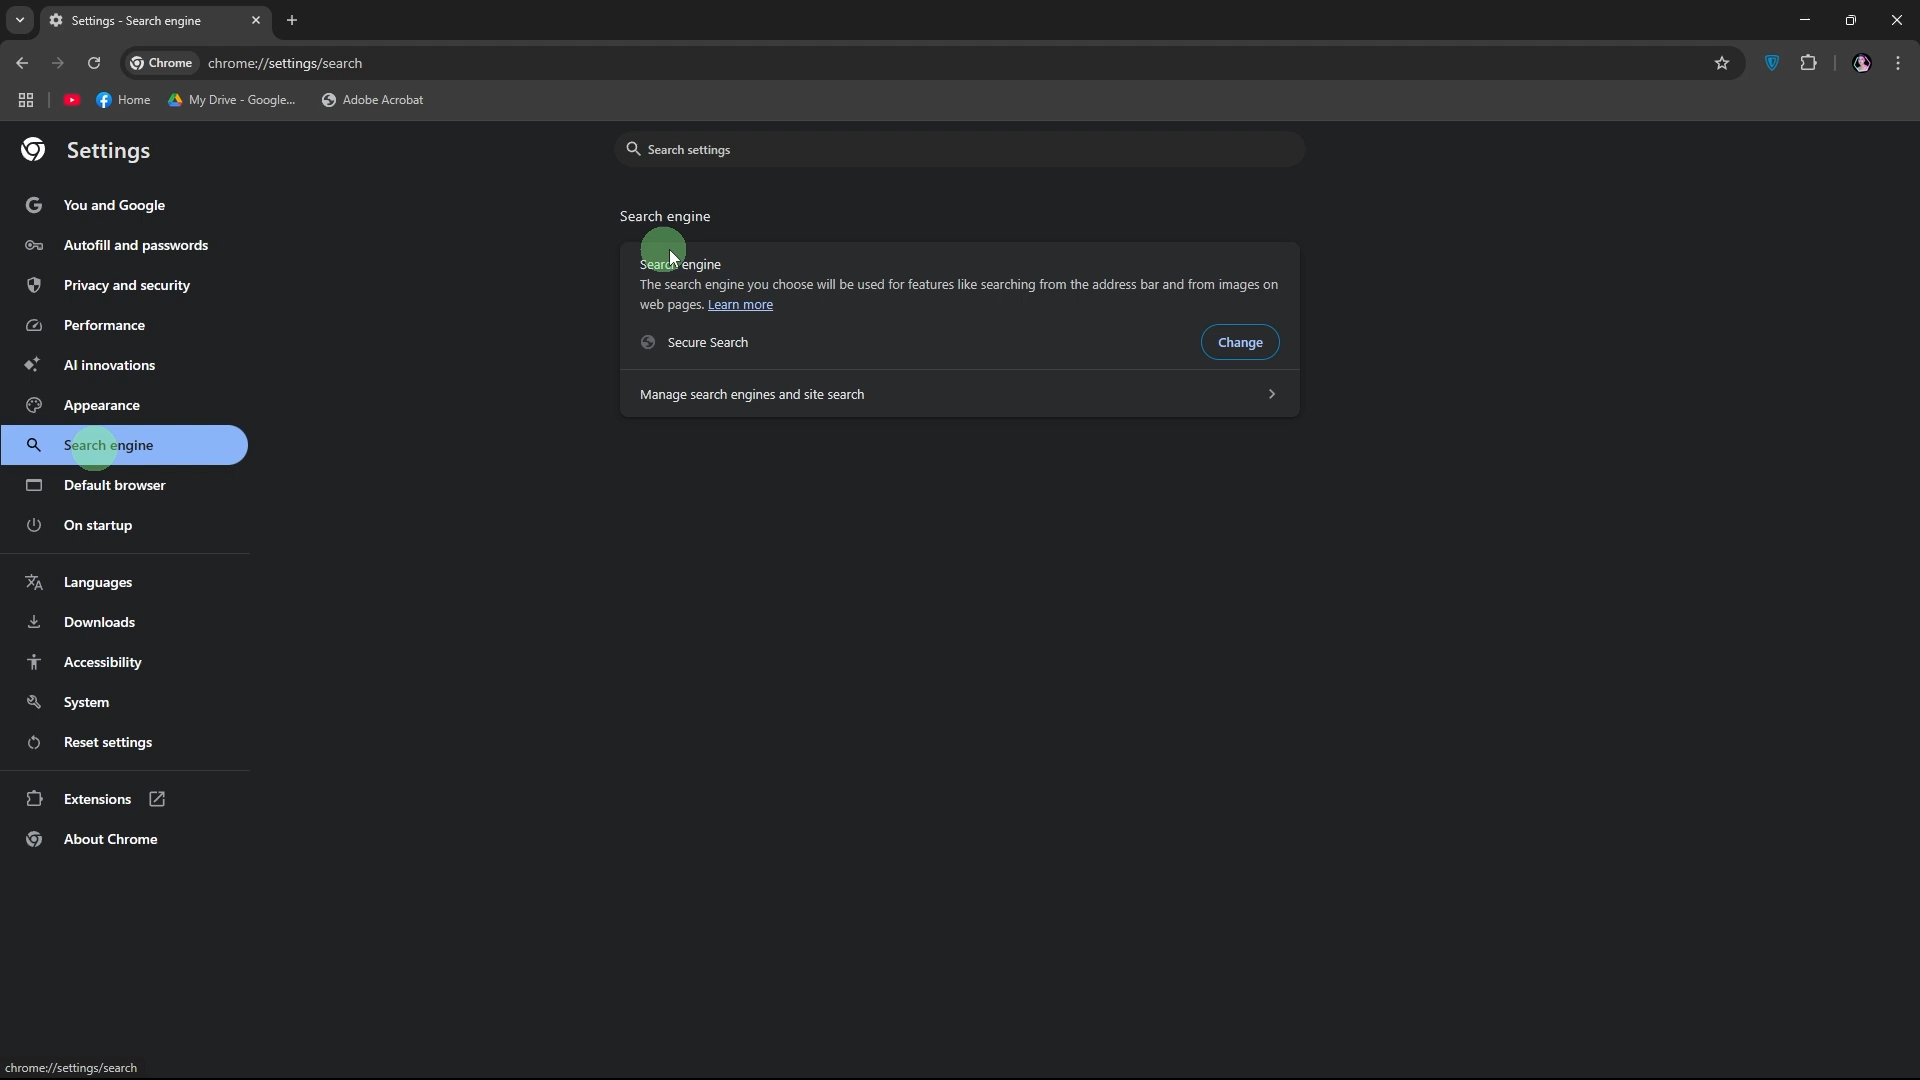 Settings - Search engine
Chrome chrome://settings/search
Home My Drive - Google... Adobe Acrobat
Settings
Search settings
You and Google
Autofill and passwords
Privacy and security
Performance
AI innovations
Appearance
Search engine
Default browser
On startup
Languages
Downloads
Accessibility
System
Reset settings
Extensions
About Chrome
Search engine
Search engine
The search engine you choose will be used for features like searching from the address bar and from images on
web pages. Learn more
Secure Search Change
Manage search engines and site search
chrome://settings/search